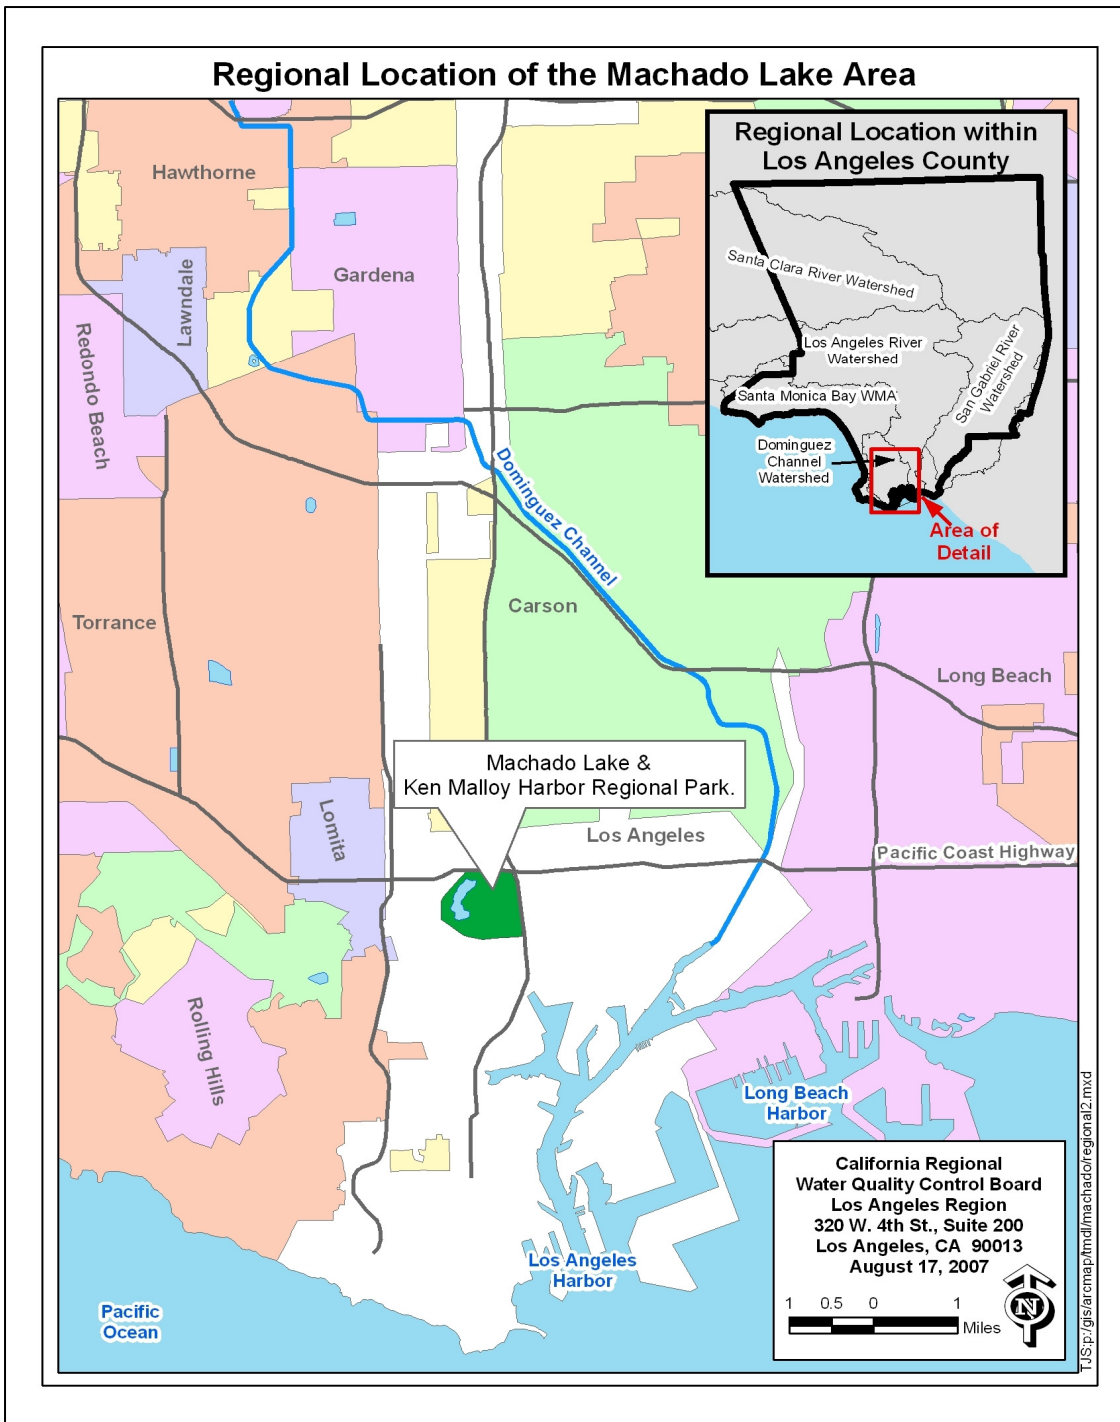 Regional Location of the Machado Lake Area
Regional Location within
Los Angeles County
Santa Clara River Watershed
Los Angeles River
Watershed
San Gabriel River
Watershed
Santa Monica Bay WMA
Dominguez
Channel
Watershed
Area of
Detail
Hawthorne
Gardena
Lawndale
Redondo Beach
Dominguez Channel
Carson
Torrance
Long Beach
Machado Lake &
Ken Malloy Harbor Regional Park.
Lomita
Los Angeles
Pacific Coast Highway
Rolling Hills
Long Beach
Harbor
Los Angeles
Harbor
Pacific
Ocean
California Regional
Water Quality Control Board
Los Angeles Region
320 W. 4th St., Suite 200
Los Angeles, CA 90013
August 17, 2007
1 0.5 0 1
Miles
N
TJS:p:/gis/arcmap/tmdl/machado/regional2.mxd